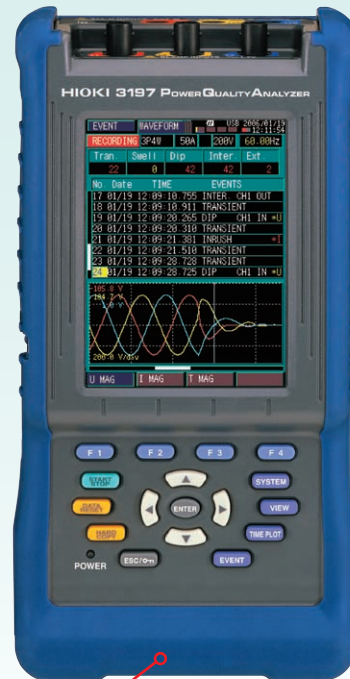 HIOKI 3197 POWER QUALITY ANALYZER
EVENT WAVEFORM USB 2006/01/19
12:11:54
RECORDING 3P4W 50A 200V 60.00Hz
Tran. Swell Dip Inter. Ext
22 0 42 42 2
No. Date TIME EVENTS
17 01/19 12:09:10.755 INTER. CH1 OUT
18 01/19 12:09:10.911 TRANSIENT
19 01/19 12:09:20.265 DIP CH1 IN *U
20 01/19 12:09:20.310 TRANSIENT
21 01/19 12:09:21.381 INRUSH *I
22 01/19 12:09:21.510 TRANSIENT
23 01/19 12:09:28.728 TRANSIENT
24 01/19 12:09:28.725 DIP CH1 IN *U
200.0 V/div
U MAG I MAG T MAG
F 1 F 2 F 3 F 4
START STOP
SYSTEM
DATA RESET
ENTER
VIEW
HARD COPY
TIME PLOT
POWER
ESC/
EVENT